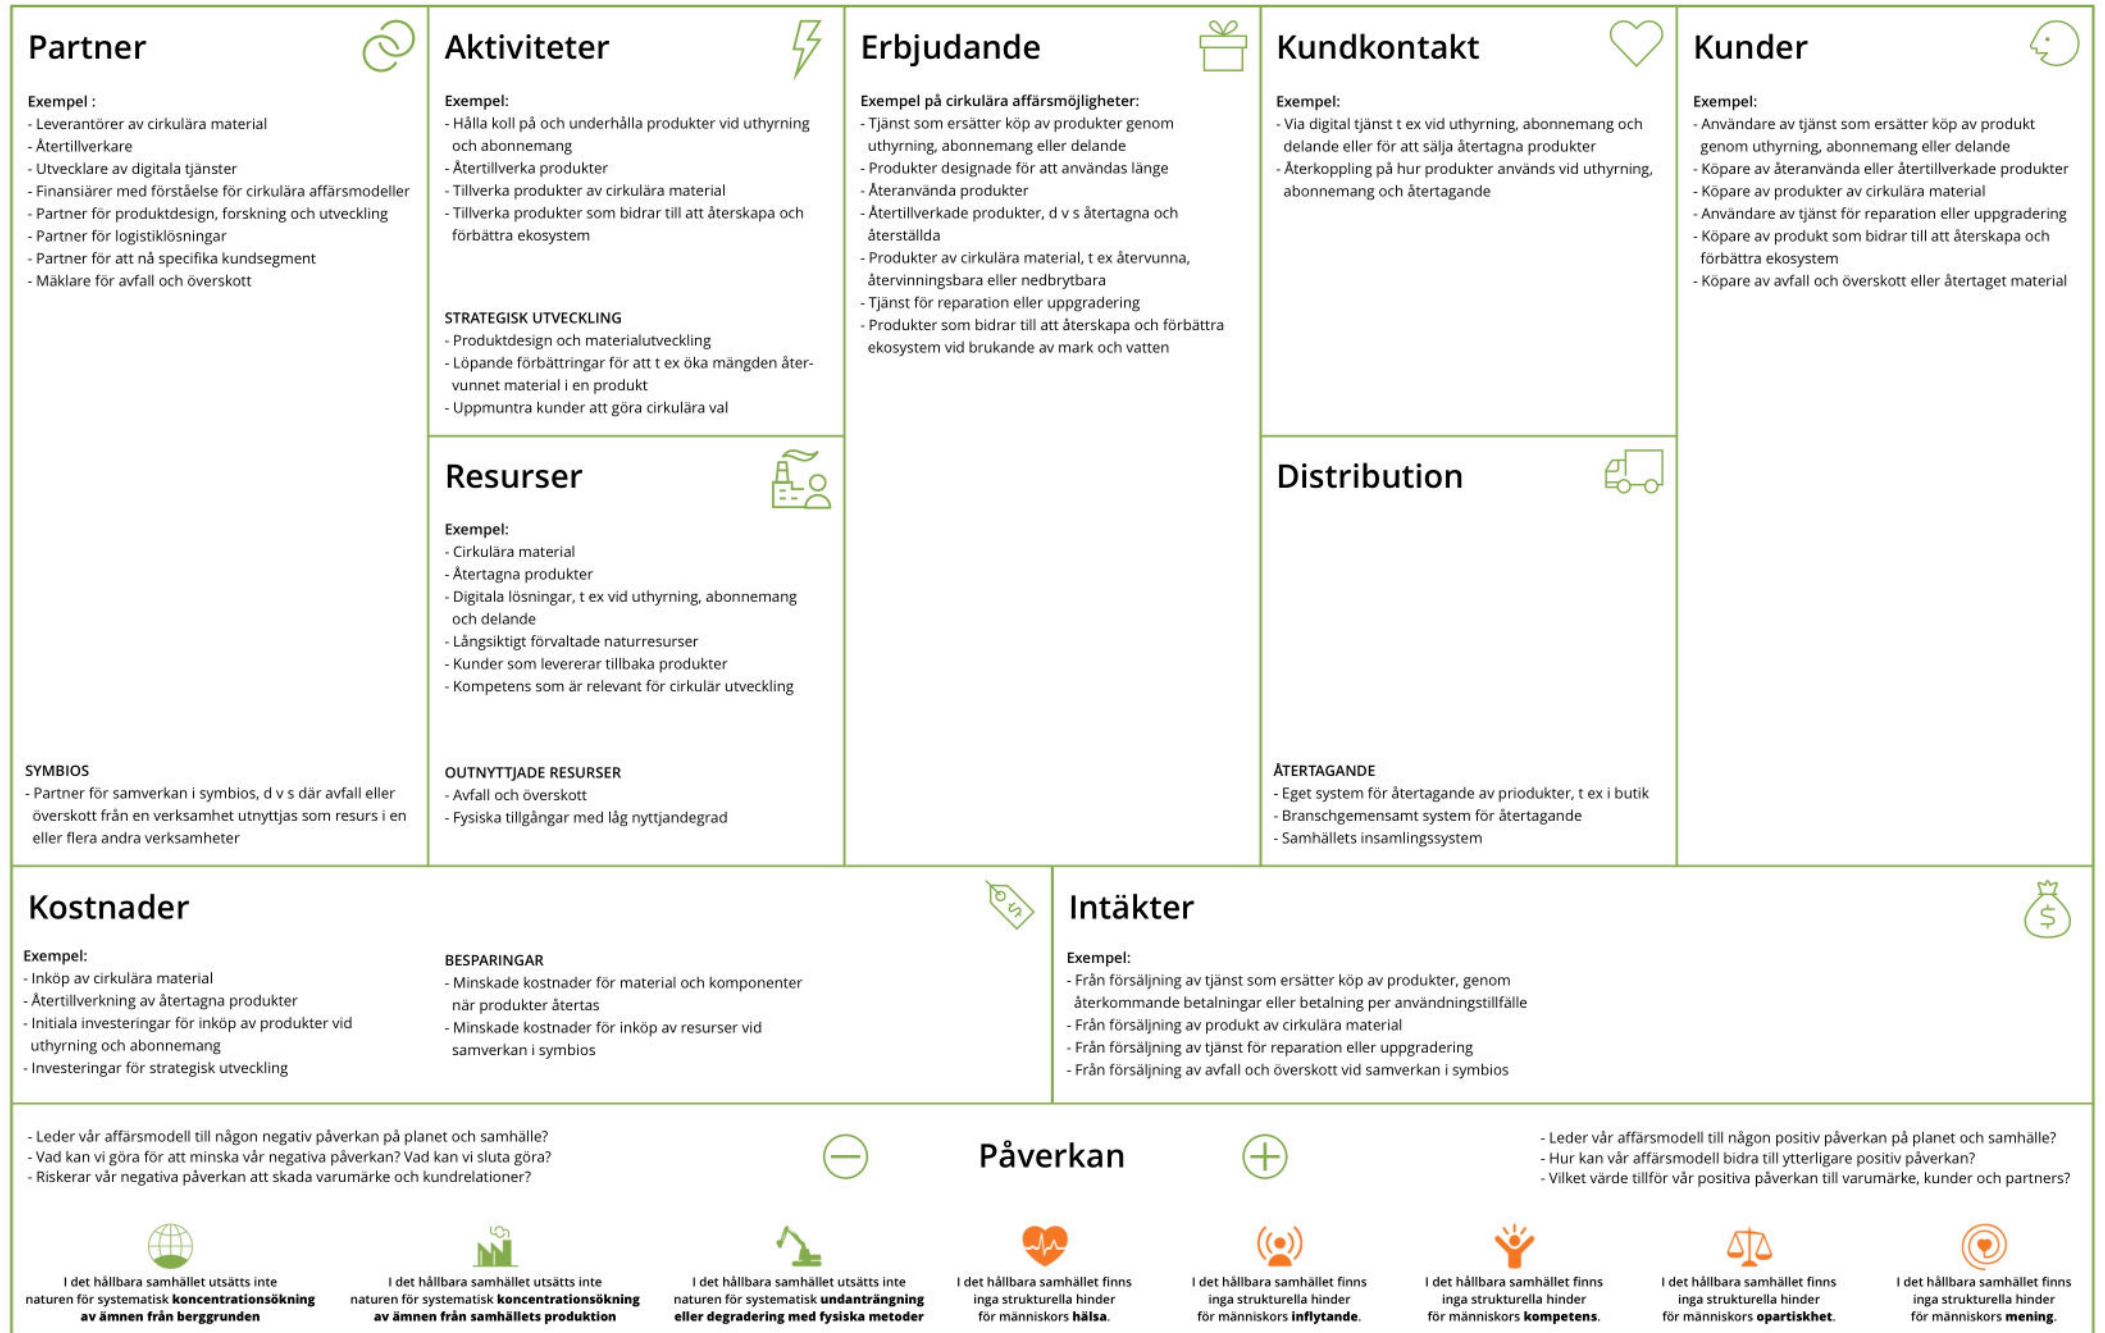 Partner
Exempel :
- Leverantörer av cirkulära material
- Återtillverkare
- Utvecklare av digitala tjänster
- Finansiärer med förståelse för cirkulära affärsmodeller
- Partner för produktdesign, forskning och utveckling
- Partner för logistiklösningar
- Partner för att nå specifika kundsegment
- Mäklare för avfall och överskott
SYMBIOS
- Partner för samverkan i symbios, d v s där avfall eller
överskott från en verksamhet utnyttjas som resurs i en
eller flera andra verksamheter
Aktiviteter
Exempel:
- Hålla koll på och underhålla produkter vid uthyrning
och abonnemang
- Återtillverka produkter
- Tillverka produkter av cirkulära material
- Tillverka produkter som bidrar till att återskapa och
förbättra ekosystem
STRATEGISK UTVECKLING
- Produktdesign och materialutveckling
- Löpande förbättringar för att t ex öka mängden åter-
vunnet material i en produkt
- Uppmuntra kunder att göra cirkulära val
Resurser
Exempel:
- Cirkulära material
- Återtagna produkter
- Digitala lösningar, t ex vid uthyrning, abonnemang
och delande
- Långsiktigt förvaltade naturresurser
- Kunder som levererar tillbaka produkter
- Kompetens som är relevant för cirkulär utveckling
OUTNYTTJADE RESURSER
- Avfall och överskott
- Fysiska tillgångar med låg nyttjandegrad
Erbjudande
Exempel på cirkulära affärsmöjligheter:
- Tjänst som ersätter köp av produkter genom
uthyrning, abonnemang eller delande
- Produkter designade för att användas länge
- Återanvända produkter
- Återtillverkade produkter, d v s återtagna och
återställda
- Produkter av cirkulära material, t ex återvunna,
återvinningsbara eller nedbrytbara
- Tjänst för reparation eller uppgradering
- Produkter som bidrar till att återskapa och förbättra
ekosystem vid brukande av mark och vatten
Kundkontakt
Exempel:
- Via digital tjänst t ex vid uthyrning, abonnemang och
delande eller för att sälja återtagna produkter
- Återkoppling på hur produkter används vid uthyrning,
abonnemang och återtagande
Distribution
ÅTERTAGANDE
- Eget system för återtagande av priodukter, t ex i butik
- Branschgemensamt system för återtagande
- Samhällets insamlingssystem
Kunder
Exempel:
- Användare av tjänst som ersätter köp av produkt
genom uthyrning, abonnemang eller delande
- Köpare av återanvända eller återtillverkade produkter
- Köpare av produkter av cirkulära material
- Användare av tjänst för reparation eller uppgradering
- Köpare av produkt som bidrar till att återskapa och
förbättra ekosystem
- Köpare av avfall och överskott eller återtaget material
Kostnader
Exempel:
- Inköp av cirkulära material
- Återtillverkning av återtagna produkter
- Initiala investeringar för inköp av produkter vid
uthyrning och abonnemang
- Investeringar för strategisk utveckling
BESPARINGAR
- Minskade kostnader för material och komponenter
när produkter återtas
- Minskade kostnader för inköp av resurser vid
samverkan i symbios
Intäkter
Exempel:
- Från försäljning av tjänst som ersätter köp av produkter, genom
återkommande betalningar eller betalning per användningstillfälle
- Från försäljning av produkt av cirkulära material
- Från försäljning av tjänst för reparation eller uppgradering
- Från försäljning av avfall och överskott vid samverkan i symbios
- Leder vår affärsmodell till någon negativ påverkan på planet och samhälle?
- Vad kan vi göra för att minska vår negativa påverkan? Vad kan vi sluta göra?
- Riskerar vår negativa påverkan att skada varumärke och kundrelationer?
Påverkan
- Leder vår affärsmodell till någon positiv påverkan på planet och samhälle?
- Hur kan vår affärsmodell bidra till ytterligare positiv påverkan?
- Vilket värde tillför vår positiva påverkan till varumärke, kunder och partners?
I det hållbara samhället utsätts inte
naturen för systematisk koncentrationsökning
av ämnen från berggrunden
I det hållbara samhället utsätts inte
naturen för systematisk koncentrationsökning
av ämnen från samhällets produktion
I det hållbara samhället utsätts inte
naturen för systematisk undanträngning
eller degradering med fysiska metoder
I det hållbara samhället finns
inga strukturella hinder
för människors hälsa.
I det hållbara samhället finns
inga strukturella hinder
för människors inflytande.
I det hållbara samhället finns
inga strukturella hinder
för människors kompetens.
I det hållbara samhället finns
inga strukturella hinder
för människors opartiskhet.
I det hållbara samhället finns
inga strukturella hinder
för människors mening.